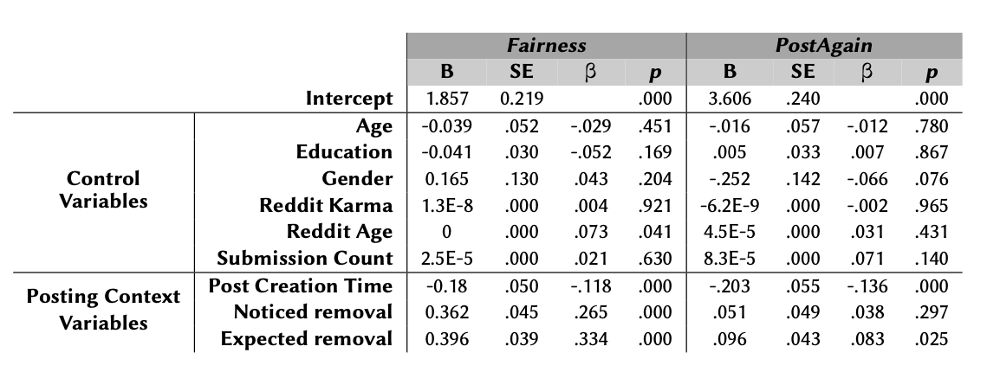 Fairness PostAgain
B SE β p B SE β p
Intercept 1.857 0.219 .000 3.606 .240 .000
Age -0.039 .052 -.029 .451 -.016 .057 -.012 .780
Education -0.041 .030 -.052 .169 .005 .033 .007 .867
Control Variables
Gender 0.165 .130 .043 .204 -.252 .142 -.066 .076
Reddit Karma 1.3E-8 .000 .004 .921 -6.2E-9 .000 -.002 .965
Reddit Age 0 .000 .073 .041 4.5E-5 .000 .031 .431
Submission Count 2.5E-5 .000 .021 .630 8.3E-5 .000 .071 .140
Posting Context Variables
Post Creation Time -0.18 .050 -.118 .000 -.203 .055 -.136 .000
Noticed removal 0.362 .045 .265 .000 .051 .049 .038 .297
Expected removal 0.396 .039 .334 .000 .096 .043 .083 .025